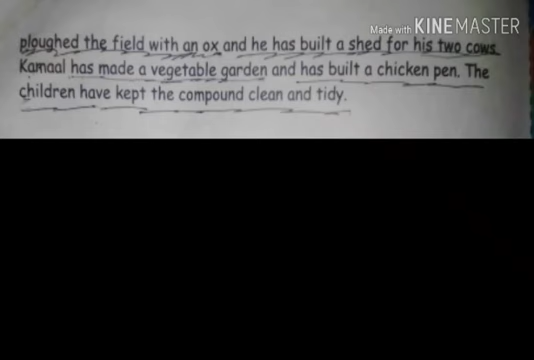 Made with KINEMASTER
ploughed the field with an ox and he has built a shed for his two cows.
Kamaal has made a vegetable garden and has built a chicken pen. The
children have kept the compound clean and tidy.